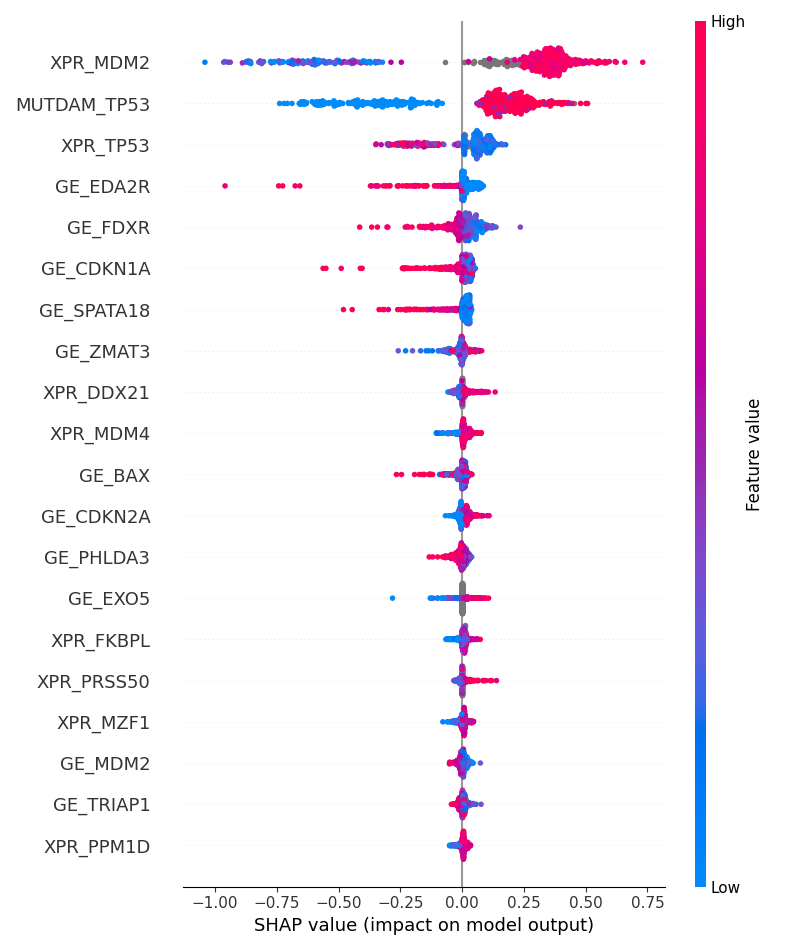 High
XPR_MDM2
MUTDAM_TP53
XPR_TP53
GE_EDA2R
GE_FDXR
GE_CDKN1A
GE_SPATA18
GE_ZMAT3
XPR_DDX21
XPR_MDM4
GE_BAX
GE_CDKN2A
GE_PHLDA3
GE_EXO5
XPR_FKBPL
XPR_PRSS50
XPR_MZF1
GE_MDM2
GE_TRIAP1
XPR_PPM1D
Feature value
Low
−1.00 −0.75 −0.50 −0.25 0.00 0.25 0.50 0.75
SHAP value (impact on model output)